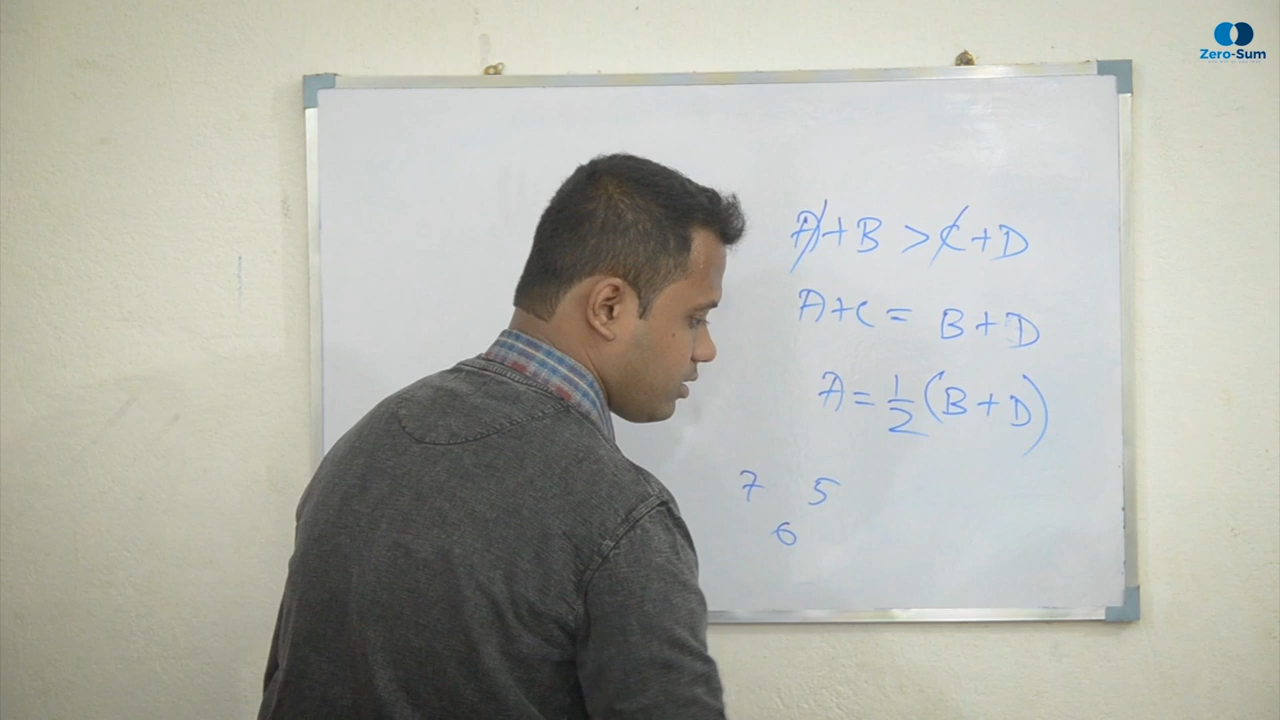 Zero-Sum
A+B > C+D
A+C = B+D
A = 1/2 (B+D)
7 5
6